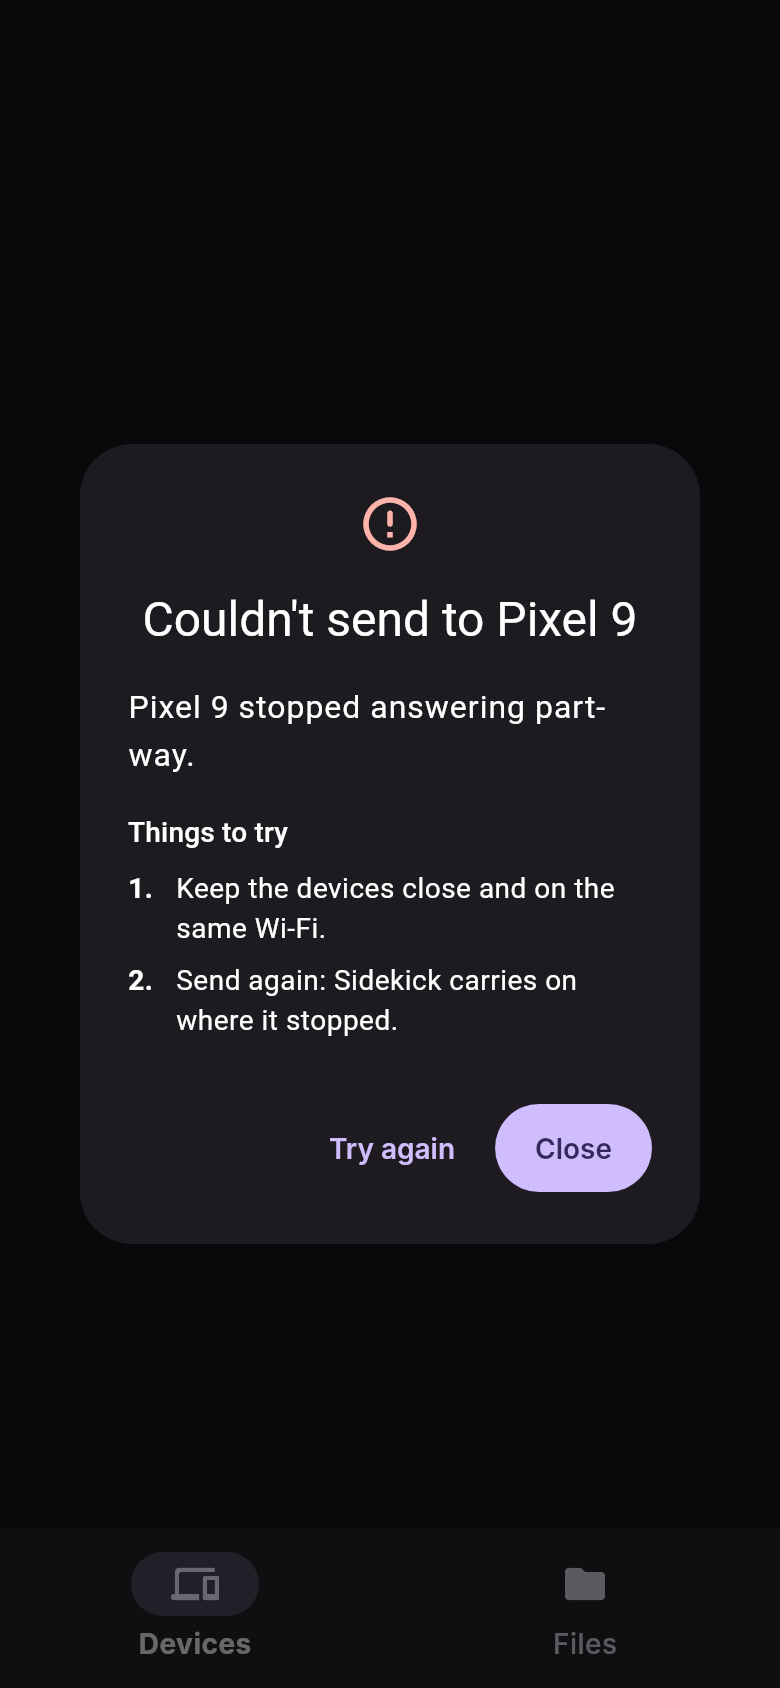 Couldn't send to Pixel 9
Pixel 9 stopped answering part-
way.
Things to try
1. Keep the devices close and on the
same Wi-Fi.
2. Send again: Sidekick carries on
where it stopped.
Try again Close
Devices Files